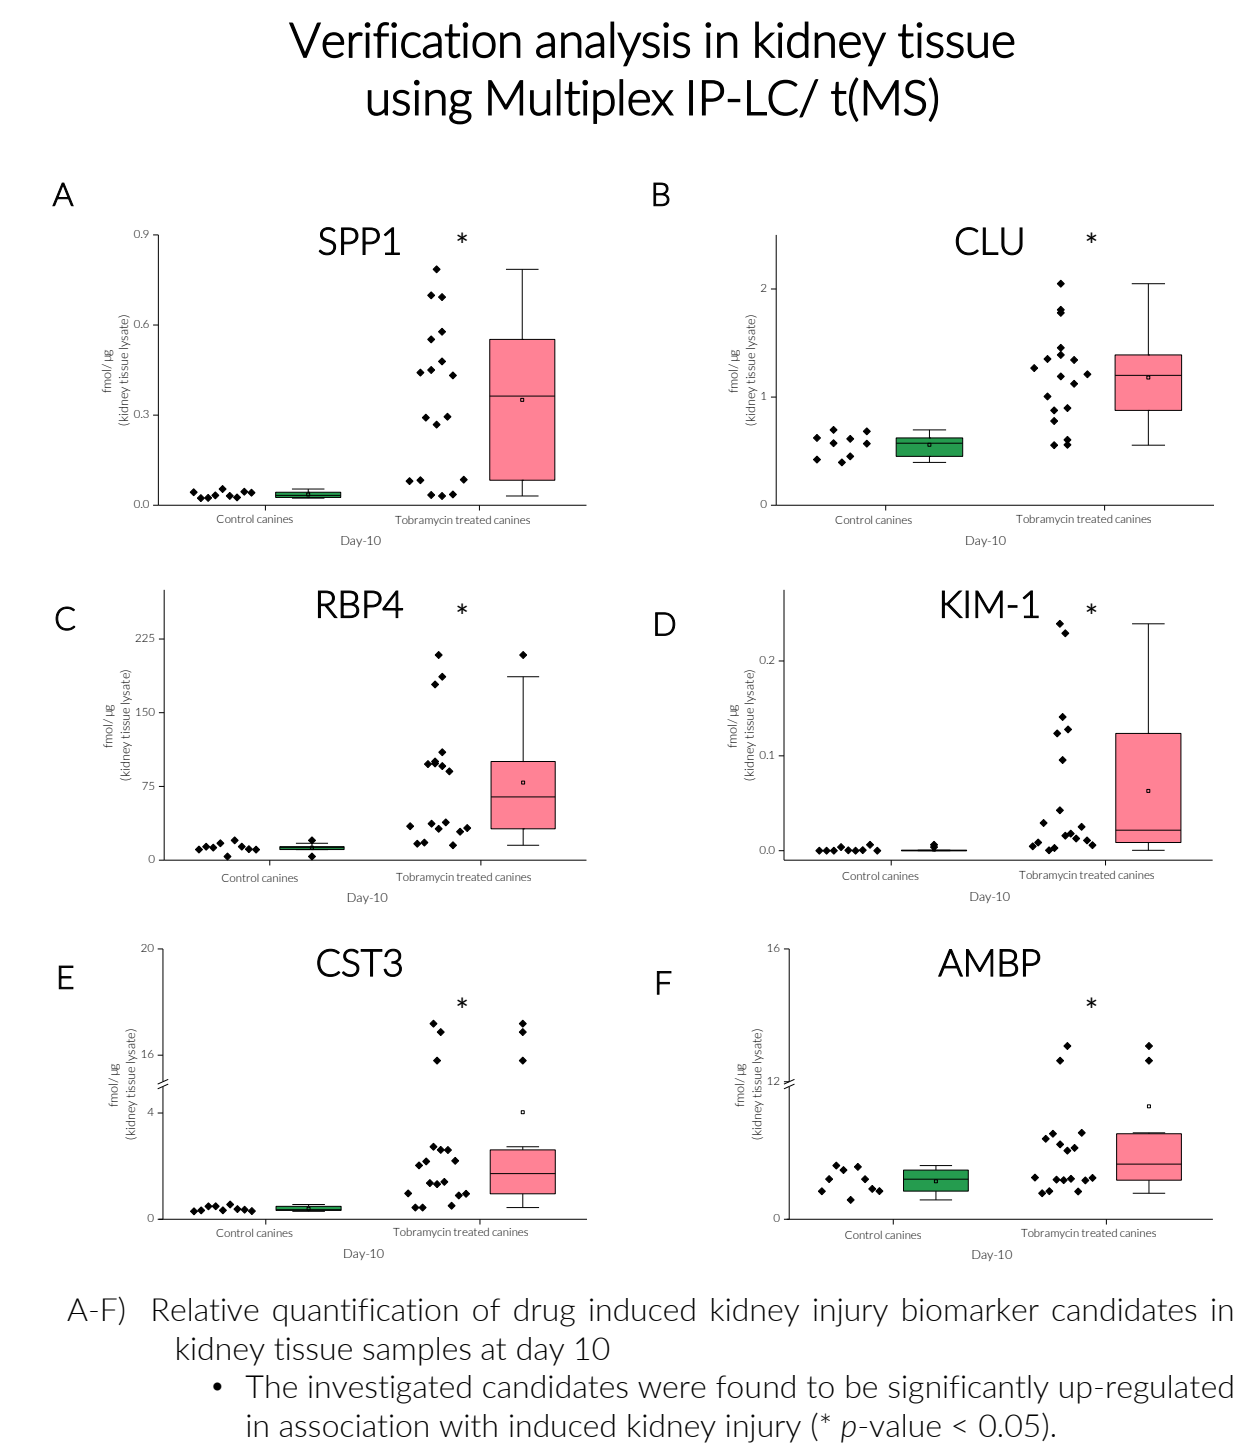 Verification analysis in kidney tissue
using Multiplex IP-LC/ t(MS)
A
SPP1
*
0.9
0.6
0.3
0.0
fmol/µg
(kidney tissue lysate)
Control canines
Tobramycin treated canines
Day-10
B
CLU
*
2
1
0
fmol/µg
(kidney tissue lysate)
Control canines
Tobramycin treated canines
Day-10
C
RBP4
*
225
150
75
0
fmol/µg
(kidney tissue lysate)
Control canines
Tobramycin treated canines
Day-10
D
KIM-1
*
0.2
0.1
0.0
fmol/µg
(kidney tissue lysate)
Control canines
Tobramycin treated canines
Day-10
E
CST3
*
20
16
4
0
fmol/µg
(kidney tissue lysate)
Control canines
Tobramycin treated canines
Day-10
F
AMBP
*
16
12
0
fmol/µg
(kidney tissue lysate)
Control canines
Tobramycin treated canines
Day-10
A-F) Relative quantification of drug induced kidney injury biomarker candidates in
kidney tissue samples at day 10
• The investigated candidates were found to be significantly up-regulated
in association with induced kidney injury (* p-value < 0.05).